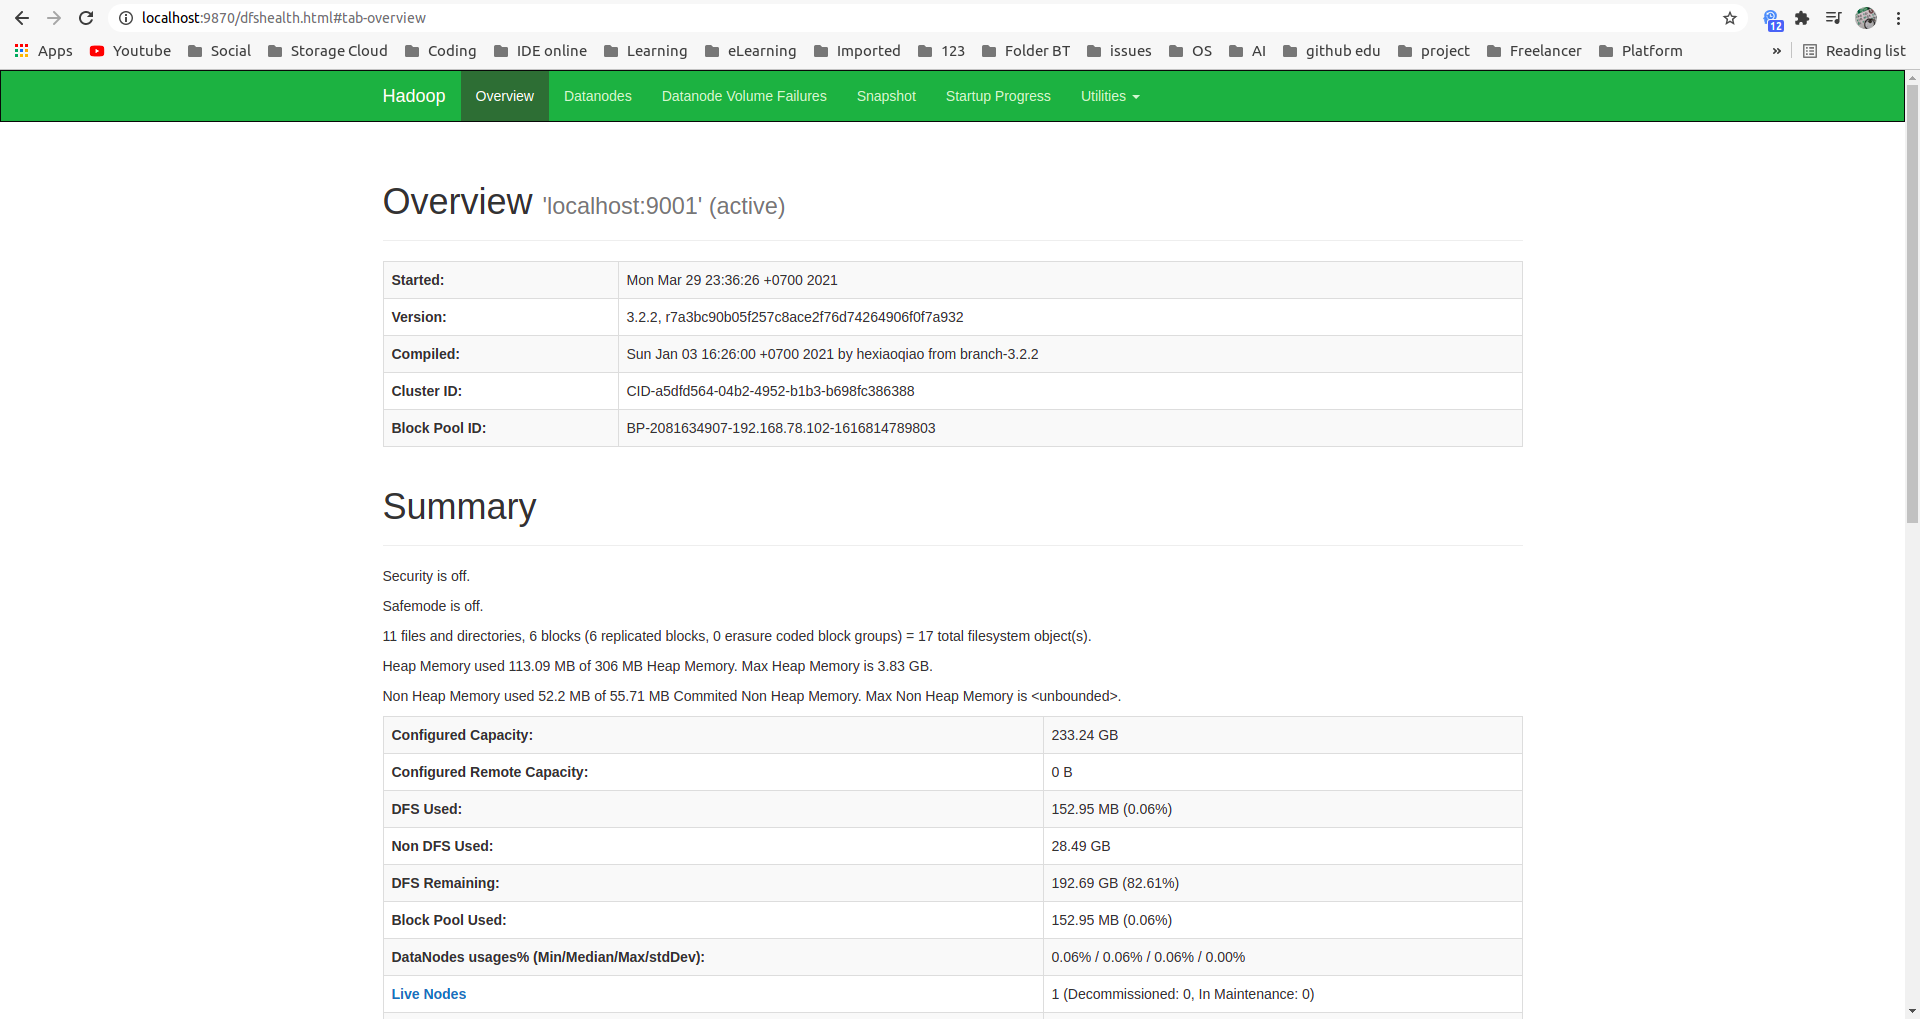 localhost:9870/dfshealth.html#tab-overview
12
Apps Youtube Social Storage Cloud Coding IDE online Learning eLearning Imported 123 Folder BT issues OS AI github edu project Freelancer Platform » Reading list
Hadoop Overview Datanodes Datanode Volume Failures Snapshot Startup Progress Utilities
Overview 'localhost:9001' (active)
Started: Mon Mar 29 23:36:26 +0700 2021
Version: 3.2.2, r7a3bc90b05f257c8ace2f76d74264906f0f7a932
Compiled: Sun Jan 03 16:26:00 +0700 2021 by hexiaoqiao from branch-3.2.2
Cluster ID: CID-a5dfd564-04b2-4952-b1b3-b698fc386388
Block Pool ID: BP-2081634907-192.168.78.102-1616814789803
Summary
Security is off.
Safemode is off.
11 files and directories, 6 blocks (6 replicated blocks, 0 erasure coded block groups) = 17 total filesystem object(s).
Heap Memory used 113.09 MB of 306 MB Heap Memory. Max Heap Memory is 3.83 GB.
Non Heap Memory used 52.2 MB of 55.71 MB Commited Non Heap Memory. Max Non Heap Memory is <unbounded>.
Configured Capacity: 233.24 GB
Configured Remote Capacity: 0 B
DFS Used: 152.95 MB (0.06%)
Non DFS Used: 28.49 GB
DFS Remaining: 192.69 GB (82.61%)
Block Pool Used: 152.95 MB (0.06%)
DataNodes usages% (Min/Median/Max/stdDev): 0.06% / 0.06% / 0.06% / 0.00%
Live Nodes 1 (Decommissioned: 0, In Maintenance: 0)